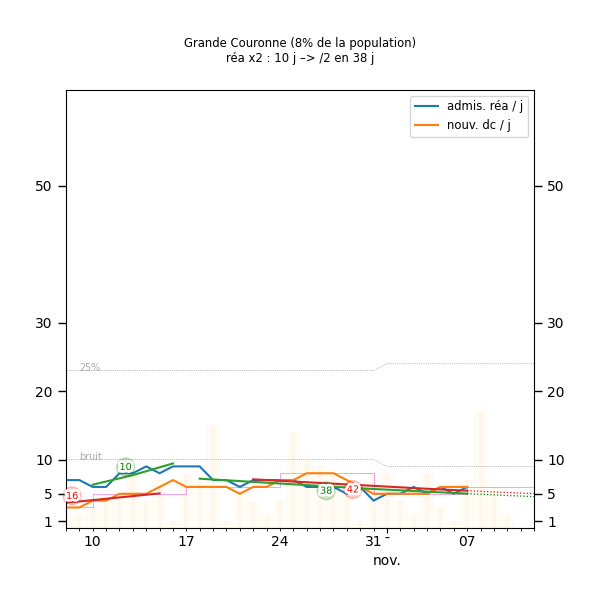 Grande Couronne (8% de la population)
réa x2 : 10 j –> /2 en 38 j
admis. réa / j
nouv. dc / j
50 50
30 30
25%
20 20
bruit
10 10
10
16
38
42
5 5
1 1
10 17 24 31 07
nov.